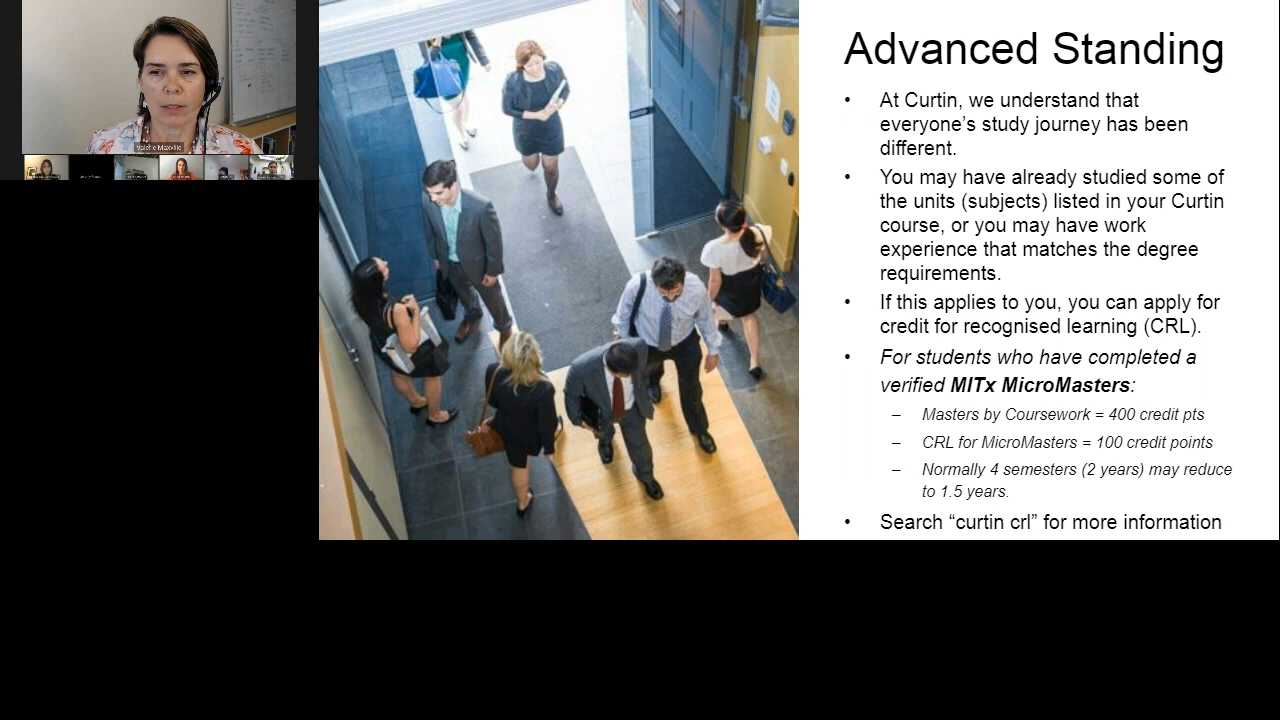 Valerie Maxville
Advanced Standing
• At Curtin, we understand that
everyone's study journey has been
different.
• You may have already studied some of
the units (subjects) listed in your Curtin
course, or you may have work
experience that matches the degree
requirements.
• If this applies to you, you can apply for
credit for recognised learning (CRL).
• For students who have completed a
verified MITx MicroMasters:
– Masters by Coursework = 400 credit pts
– CRL for MicroMasters = 100 credit points
– Normally 4 semesters (2 years) may reduce
to 1.5 years.
• Search “curtin crl” for more information